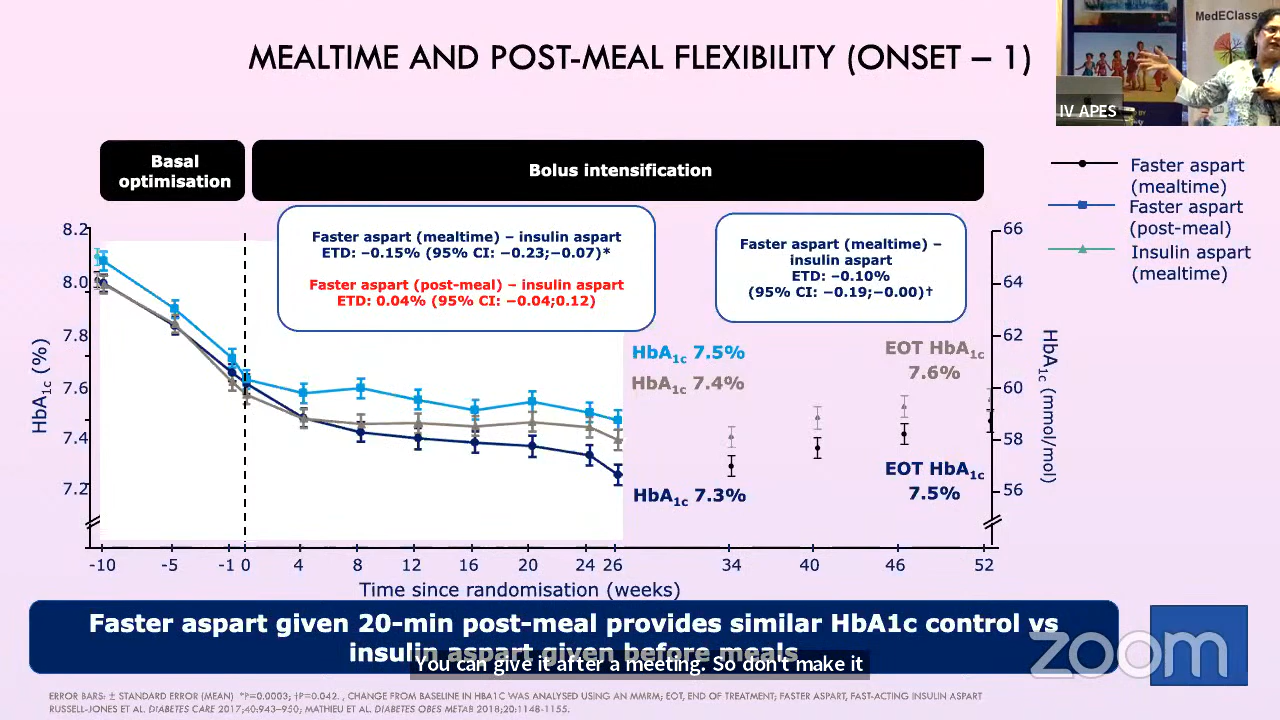 MEALTIME AND POST-MEAL FLEXIBILITY (ONSET – 1)
MedEClasses
IV APES
Basal
optimisation
Bolus intensification
Faster aspart
(mealtime)
Faster aspart
(post-meal)
Insulin aspart
(mealtime)
Faster aspart (mealtime) – insulin aspart
ETD: −0.15% (95% CI: −0.23;−0.07)*
Faster aspart (post-meal) – insulin aspart
ETD: 0.04% (95% CI: −0.04;0.12)
Faster aspart (mealtime) –
insulin aspart
ETD: −0.10%
(95% CI: −0.19;−0.00)†
8.2
8.0
7.8
7.6
7.4
7.2
HbA1c (%)
66
64
62
60
58
56
HbA1c (mmol/mol)
HbA1c 7.5%
HbA1c 7.4%
HbA1c 7.3%
EOT HbA1c
7.6%
EOT HbA1c
7.5%
-10 -5 -1 0 4 8 12 16 20 24 26 34 40 46 52
Time since randomisation (weeks)
Faster aspart given 20-min post-meal provides similar HbA1c control vs
insulin aspart given before meals
You can give it after a meeting. So don't make it
zoom
ERROR BARS: ± STANDARD ERROR (MEAN) *P=0.0003; †P=0.042. , CHANGE FROM BASELINE IN HBA1C WAS ANALYSED USING AN MMRM; EOT, END OF TREATMENT; FASTER ASPART, FAST-ACTING INSULIN ASPART
RUSSELL-JONES ET AL. DIABETES CARE 2017;40:943–950; MATHIEU ET AL. DIABETES OBES METAB 2018;20:1148-1155.